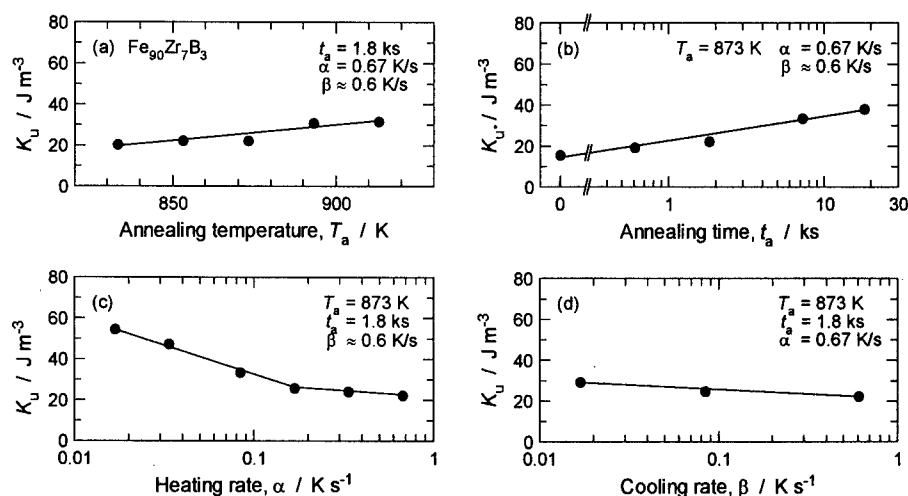 (a) Fe90Zr7B3
ta = 1.8 ks
α = 0.67 K/s
β ≈ 0.6 K/s
Ku / J m-3
80
60
40
20
0
850
900
Annealing temperature, Ta / K
(b)
Ta = 873 K α = 0.67 K/s
β ≈ 0.6 K/s
Ku / J m-3
80
60
40
20
0
0
1
10
30
Annealing time, ta / ks
(c)
Ta = 873 K
ta = 1.8 ks
β ≈ 0.6 K/s
Ku / J m-3
80
60
40
20
0
0.01
0.1
1
Heating rate, α / K s-1
(d)
Ta = 873 K
ta = 1.8 ks
α = 0.67 K/s
Ku / J m-3
80
60
40
20
0
0.01
0.1
1
Cooling rate, β / K s-1